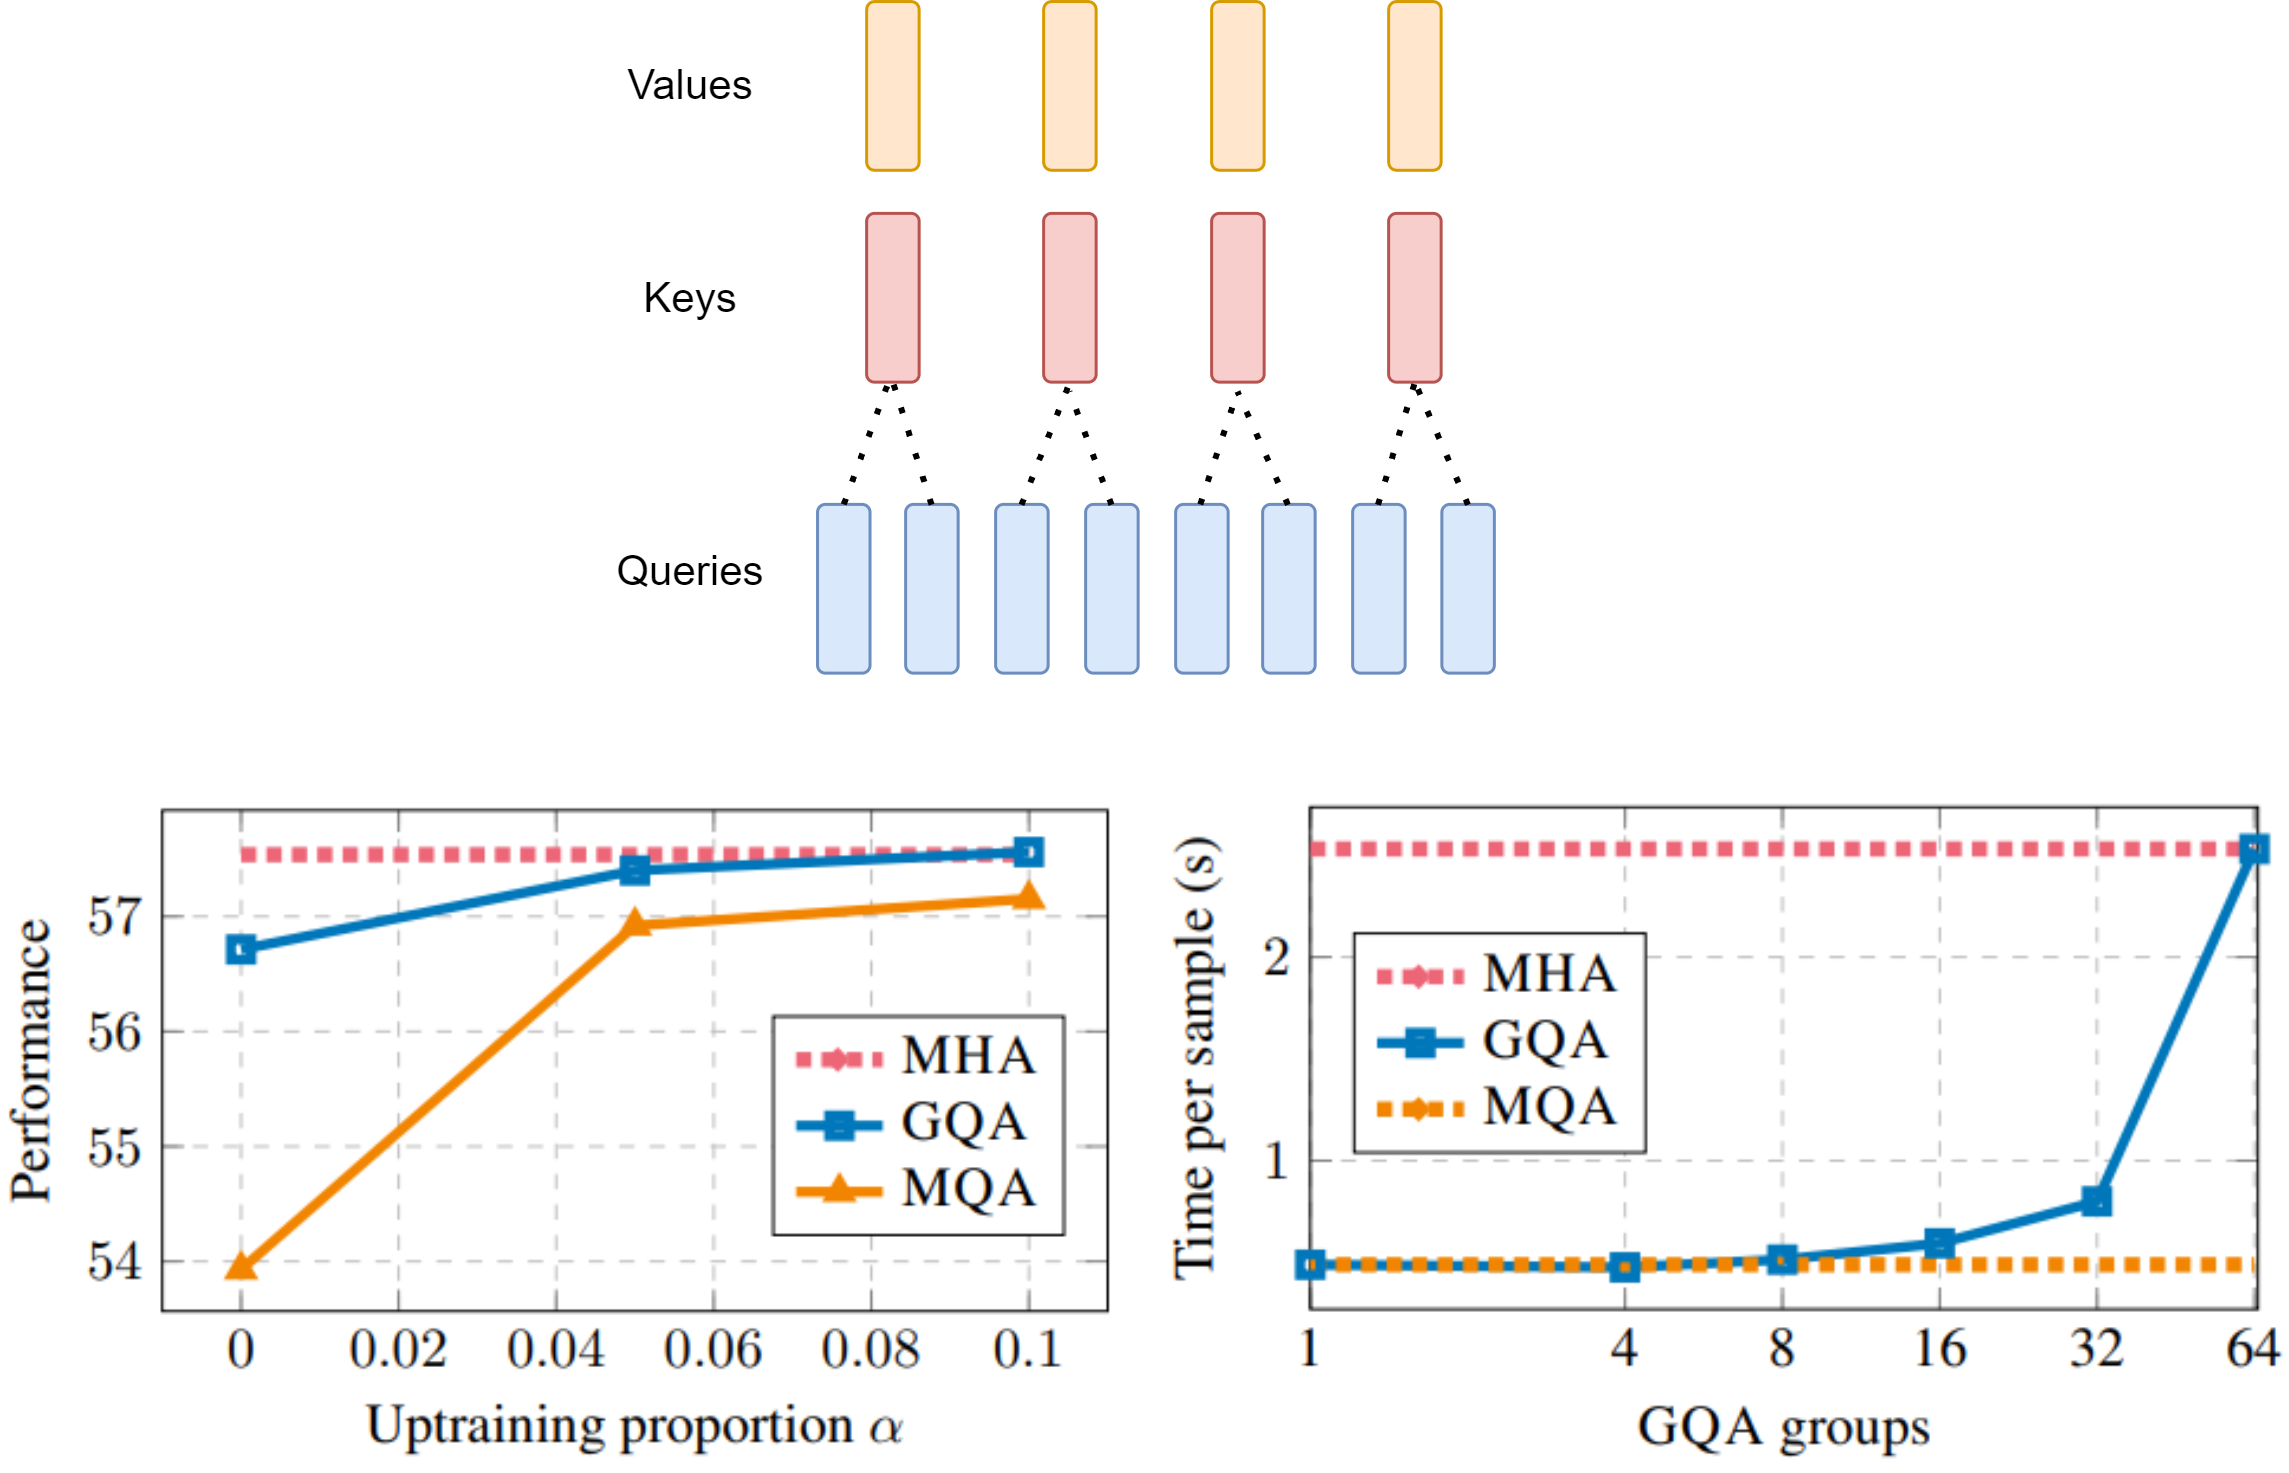 Values
Keys
Queries
Performance
57
56
55
54
MHA
GQA
MQA
0 0.02 0.04 0.06 0.08 0.1
Uptraining proportion α
Time per sample (s)
2
1
MHA
GQA
MQA
1 4 8 16 32 64
GQA groups